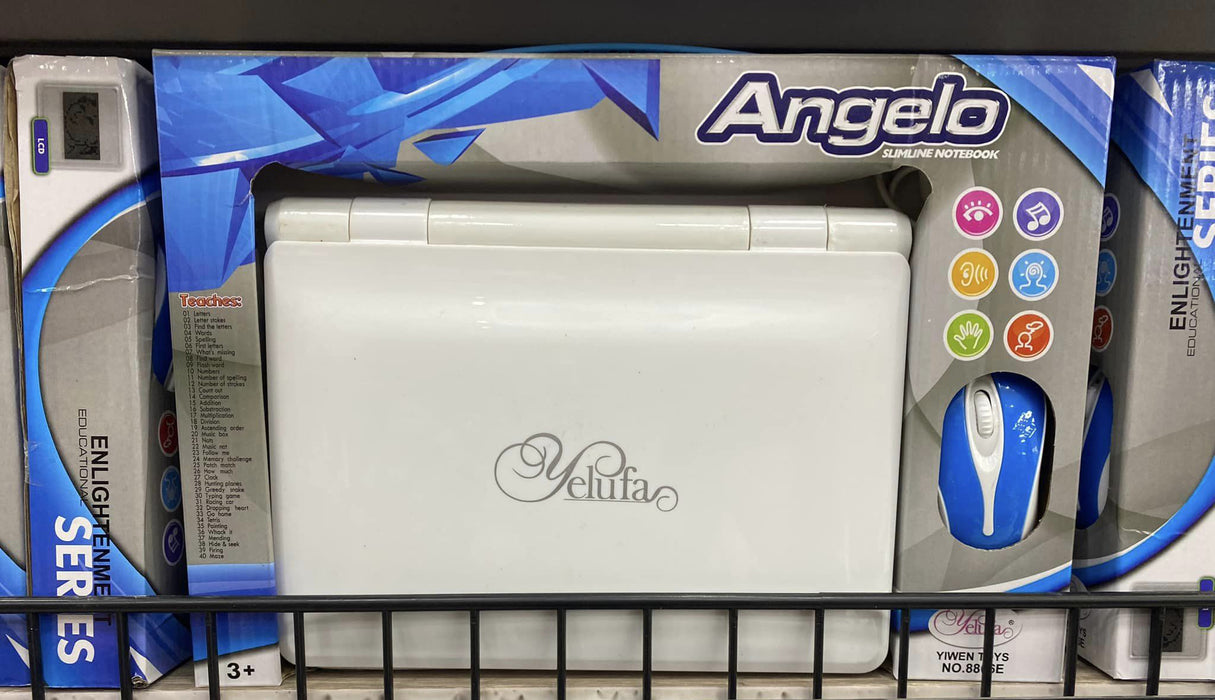 LCD
EDUCATIONAL
ENLIGHTENMENT
SERIES
Angelo
SLIMLINE NOTEBOOK
Teaches:
01 Letters
02 Letter stokes
03 Find the letters
04 Words
05 Spelling
06 First letters
07 What's missing
08 Find word
09 Flash word
10 Numbers
11 Number of spelling
12 Number of strokes
13 Count out
14 Comparison
15 Addition
16 Substraction
17 Multiplication
18 Division
19 Ascending order
20 Music box
21 Nots
22 Music not
23 Follow me
24 Memory challenge
25 Patch match
26 How much
27 Clock
28 Hunting planes
29 Greedy snake
30 Typing game
31 Racing car
32 Dropping heart
33 Go home
34 Tetris
35 Painting
36 Whack it
37 Mending
38 Hide & seek
39 Firing
40 Maze
Yelufa
3+
Yelufa®
YIWEN TOYS
ENLIGHTENMENT
EDUCATIONAL
SERIES